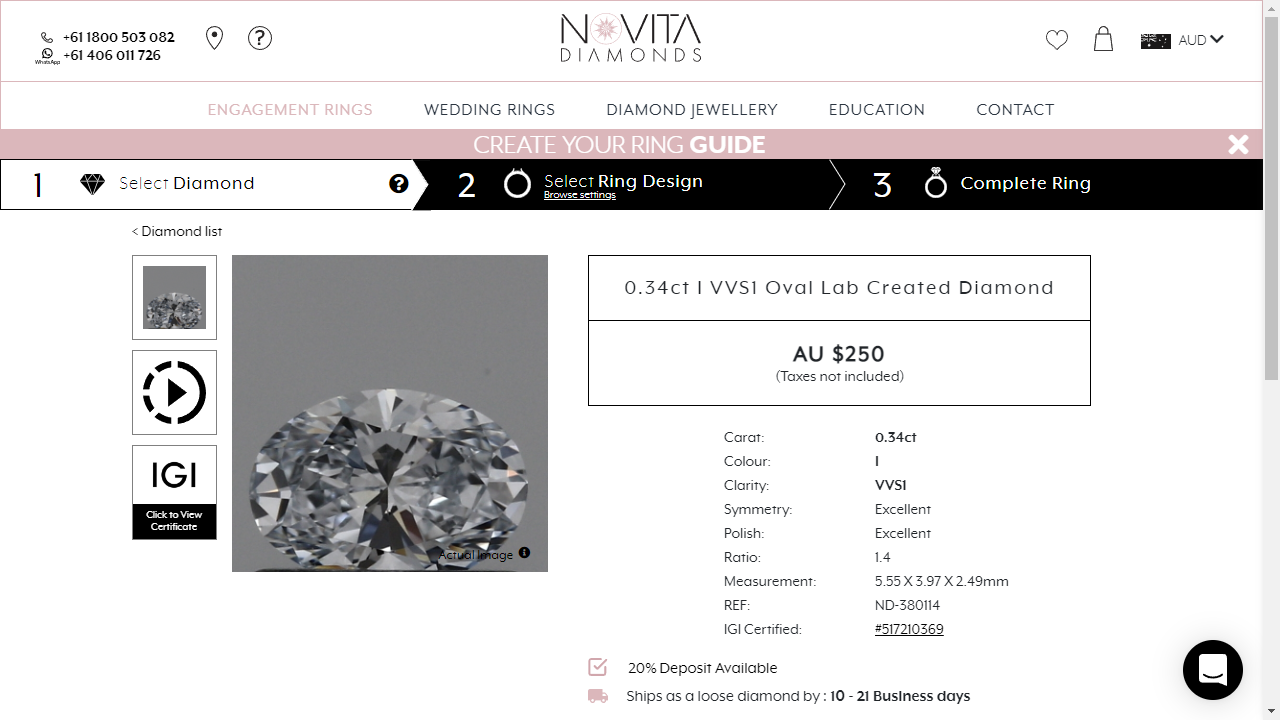 +61 1800 503 082
WhatsApp
+61 406 011 726
NOVITA
DIAMONDS
AUD
ENGAGEMENT RINGS
WEDDING RINGS
DIAMOND JEWELLERY
EDUCATION
CONTACT
CREATE YOUR RING GUIDE
1 Select Diamond
2 Select Ring Design
Browse settings
3 Complete Ring
< Diamond list
IGI
Click to View
Certificate
Actual Image
0.34ct I VVS1 Oval Lab Created Diamond
AU $250
(Taxes not included)
Carat: 0.34ct
Colour: I
Clarity: VVS1
Symmetry: Excellent
Polish: Excellent
Ratio: 1.4
Measurement: 5.55 X 3.97 X 2.49mm
REF: ND-380114
IGI Certified: #517210369
20% Deposit Available
Ships as a loose diamond by : 10 - 21 Business days